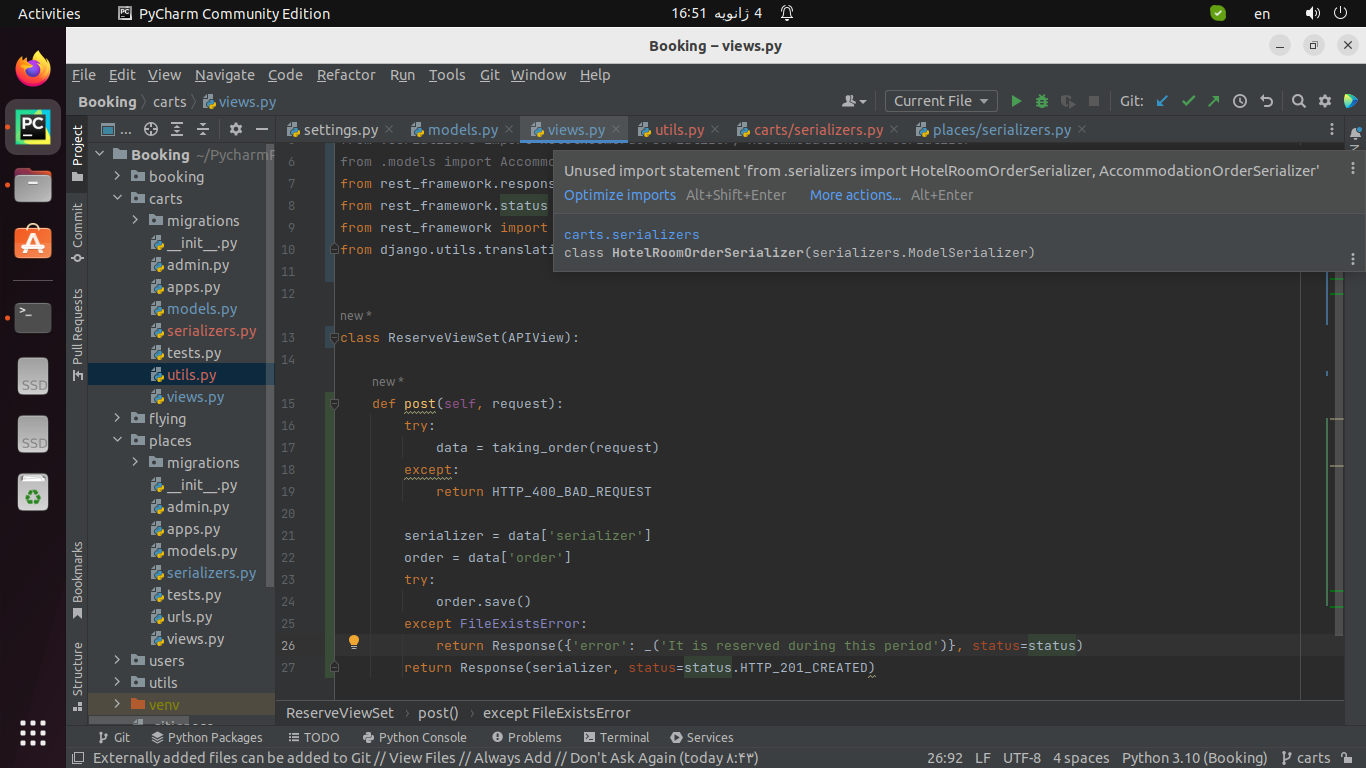 Activities
PyCharm Community Edition
4 ژانویه 16:51
en
Booking – views.py
File Edit View Navigate Code Refactor Run Tools Git Window Help
Booking carts views.py
Current File
Git:
Project
Commit
Pull Requests
Bookmarks
Structure
...
Booking ~/PycharmP
booking
carts
migrations
__init__.py
admin.py
apps.py
models.py
serializers.py
tests.py
utils.py
views.py
flying
places
migrations
__init__.py
admin.py
apps.py
models.py
serializers.py
tests.py
urls.py
views.py
users
utils
venv
settings.py models.py views.py utils.py carts/serializers.py places/serializers.py
6 from .models import Accommo
7 from rest_framework.respons
8 from rest_framework.status
9 from rest_framework import
10 from django.utils.translati
11
12
new *
13 class ReserveViewSet(APIView):
14
new *
15 def post(self, request):
16 try:
17 data = taking_order(request)
18 except:
19 return HTTP_400_BAD_REQUEST
20
21 serializer = data['serializer']
22 order = data['order']
23 try:
24 order.save()
25 except FileExistsError:
26 return Response({'error': _('It is reserved during this period')}, status=status)
27 return Response(serializer, status=status.HTTP_201_CREATED)
Unused import statement 'from .serializers import HotelRoomOrderSerializer, AccommodationOrderSerializer'
Optimize imports Alt+Shift+Enter More actions... Alt+Enter
carts.serializers
class HotelRoomOrderSerializer(serializers.ModelSerializer)
ReserveViewSet post() except FileExistsError
Git Python Packages TODO Python Console Problems Terminal Services
Externally added files can be added to Git // View Files // Always Add // Don't Ask Again (today ۸:۴۳)
26:92 LF UTF-8 4 spaces Python 3.10 (Booking) carts
PC
SSD
SSD